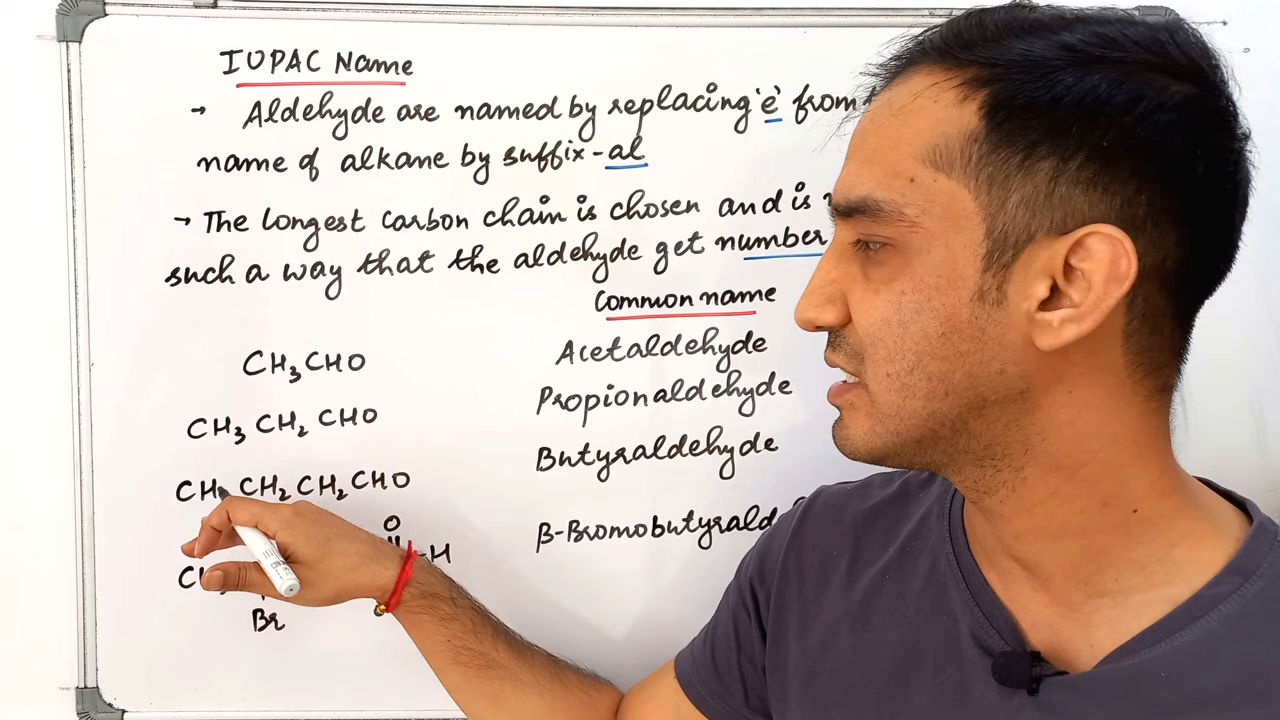 IUPAC Name
→ Aldehyde are named by replacing 'e' from
name of alkane by suffix-al
→ The longest carbon chain is chosen and is
such a way that the aldehyde get number
Common name
CH₃CHO Acetaldehyde
CH₃ CH₂ CHO Propionaldehyde
CH CH₂ CH₂ CHO Butyraldehyde
O
-H β-Bromobutyrald
Br